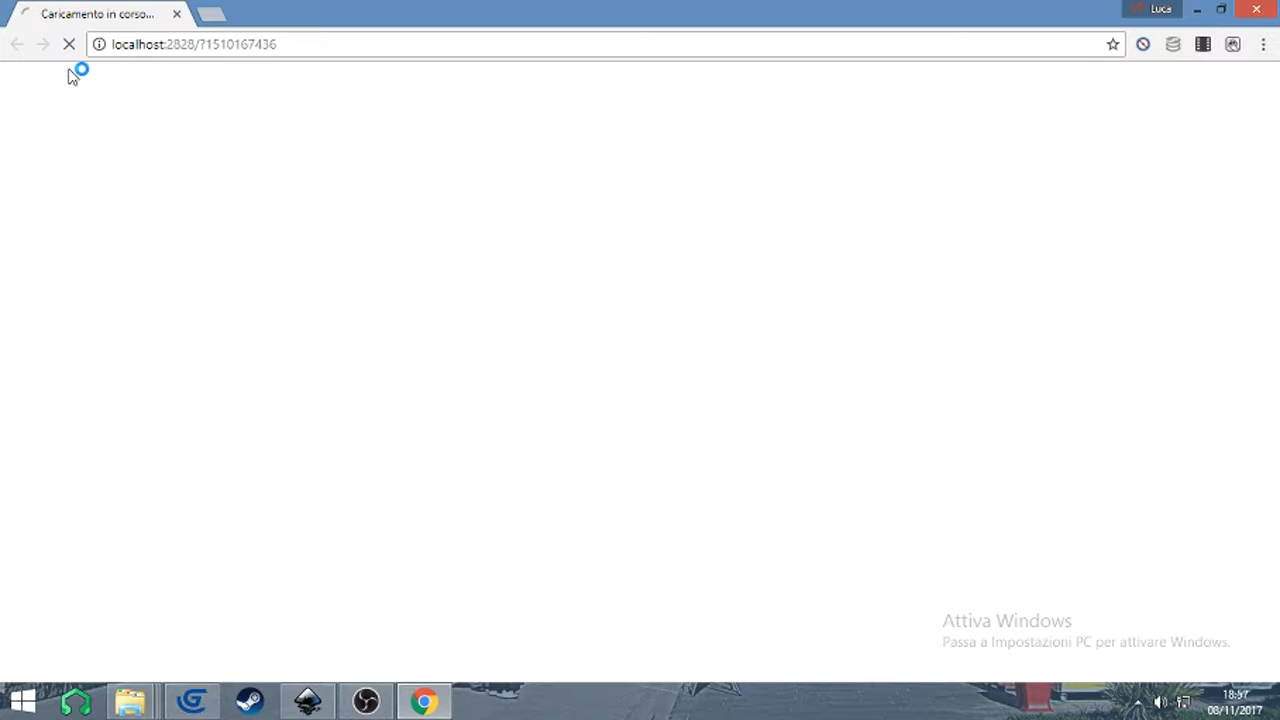 Caricamento in corso...
Luca
localhost:2828/?1510167436
Attiva Windows
Passa a Impostazioni PC per attivare Windows.
18:57
08/11/2017